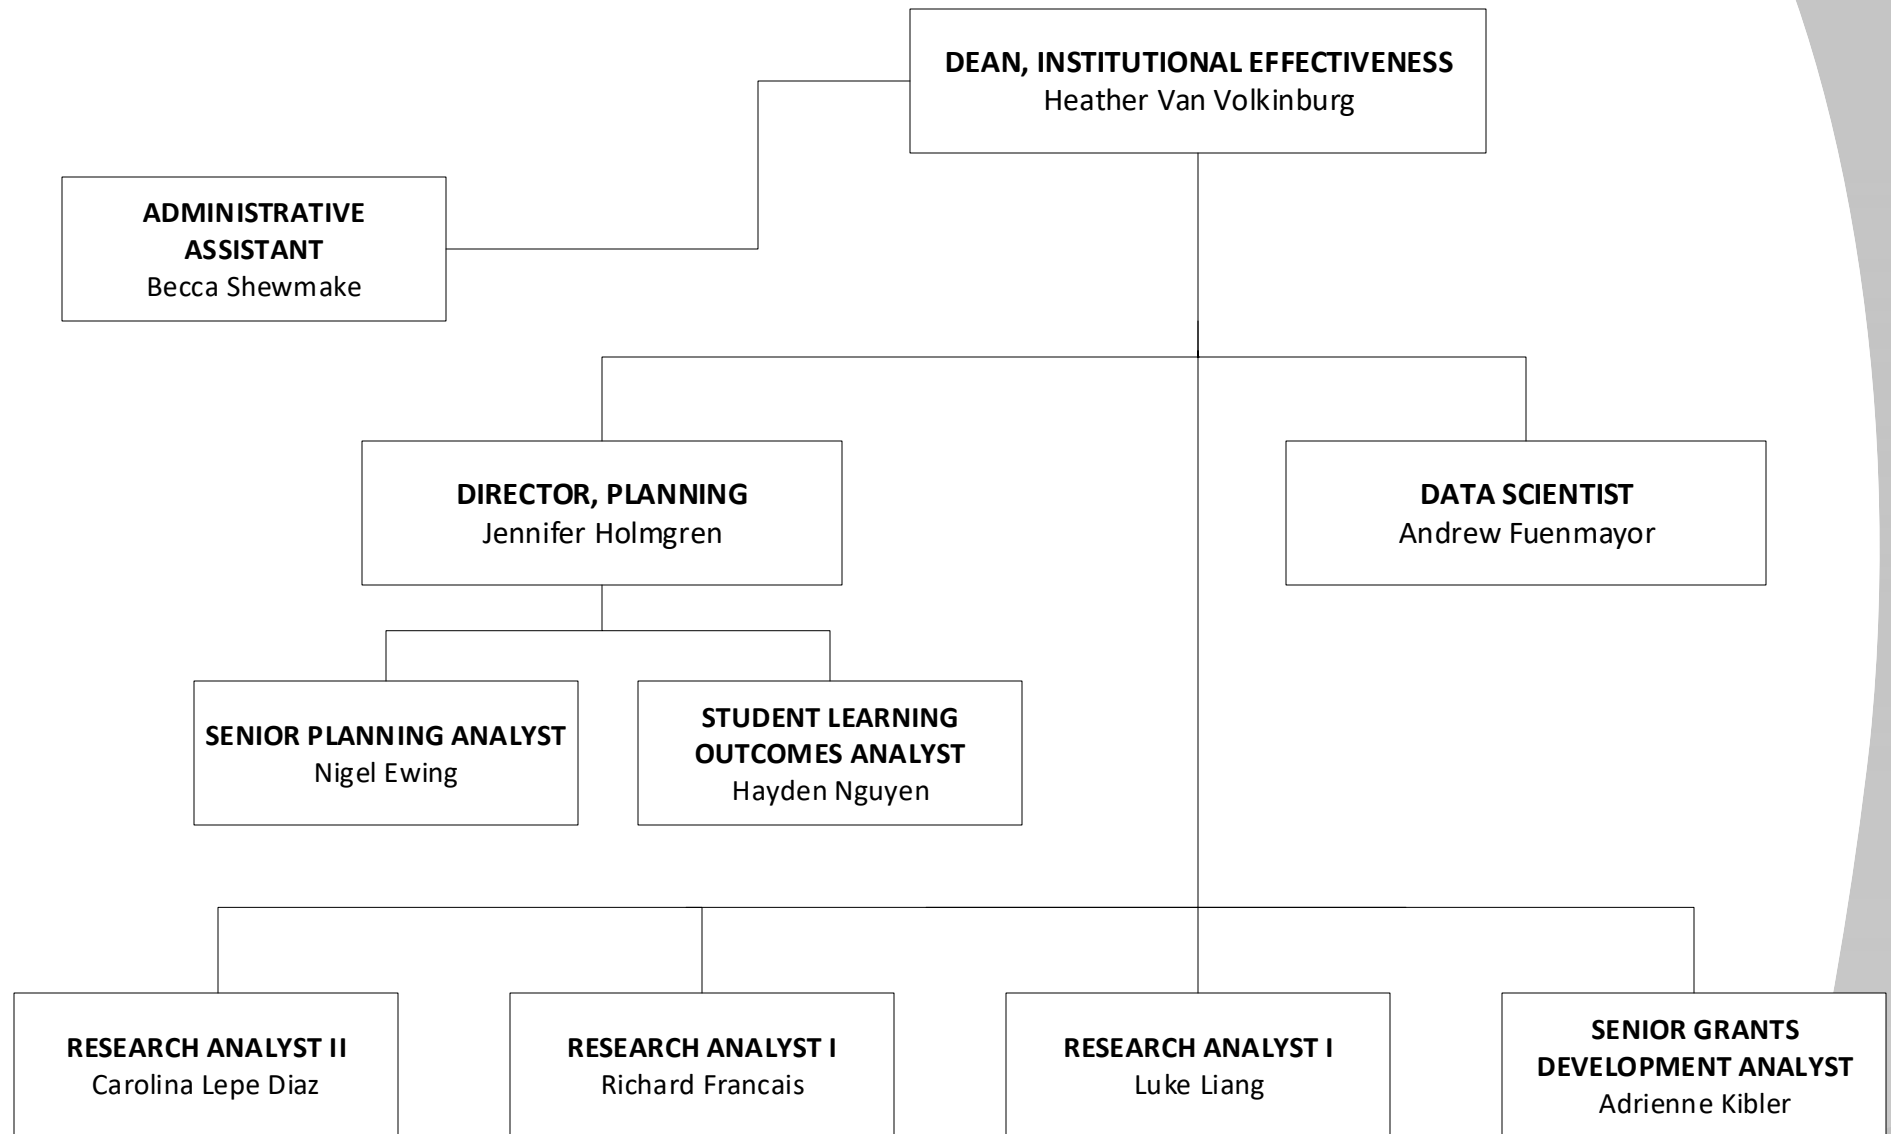 DEAN, INSTITUTIONAL EFFECTIVENESS
Heather Van Volkinburg
ADMINISTRATIVE
ASSISTANT
Becca Shewmake
DIRECTOR, PLANNING
Jennifer Holmgren
DATA SCIENTIST
Andrew Fuenmayor
SENIOR PLANNING ANALYST
Nigel Ewing
STUDENT LEARNING
OUTCOMES ANALYST
Hayden Nguyen
RESEARCH ANALYST II
Carolina Lepe Diaz
RESEARCH ANALYST I
Richard Francais
RESEARCH ANALYST I
Luke Liang
SENIOR GRANTS
DEVELOPMENT ANALYST
Adrienne Kibler